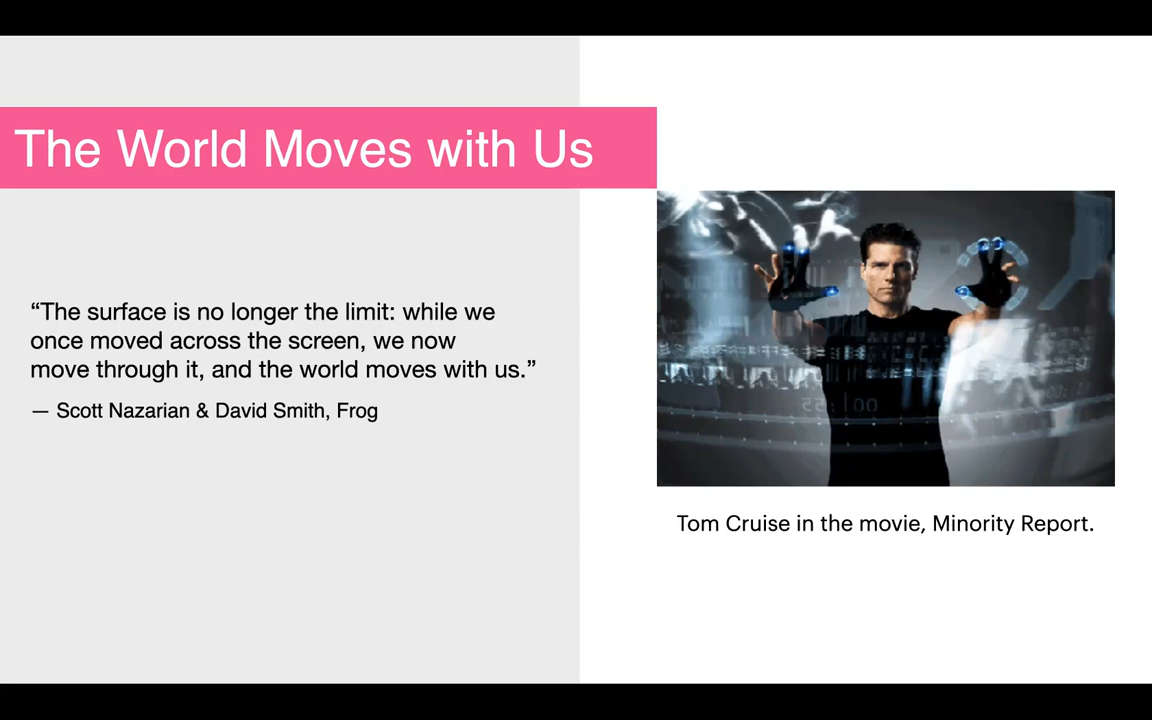 The World Moves with Us
“The surface is no longer the limit: while we
once moved across the screen, we now
move through it, and the world moves with us.”
— Scott Nazarian & David Smith, Frog
Tom Cruise in the movie, Minority Report.